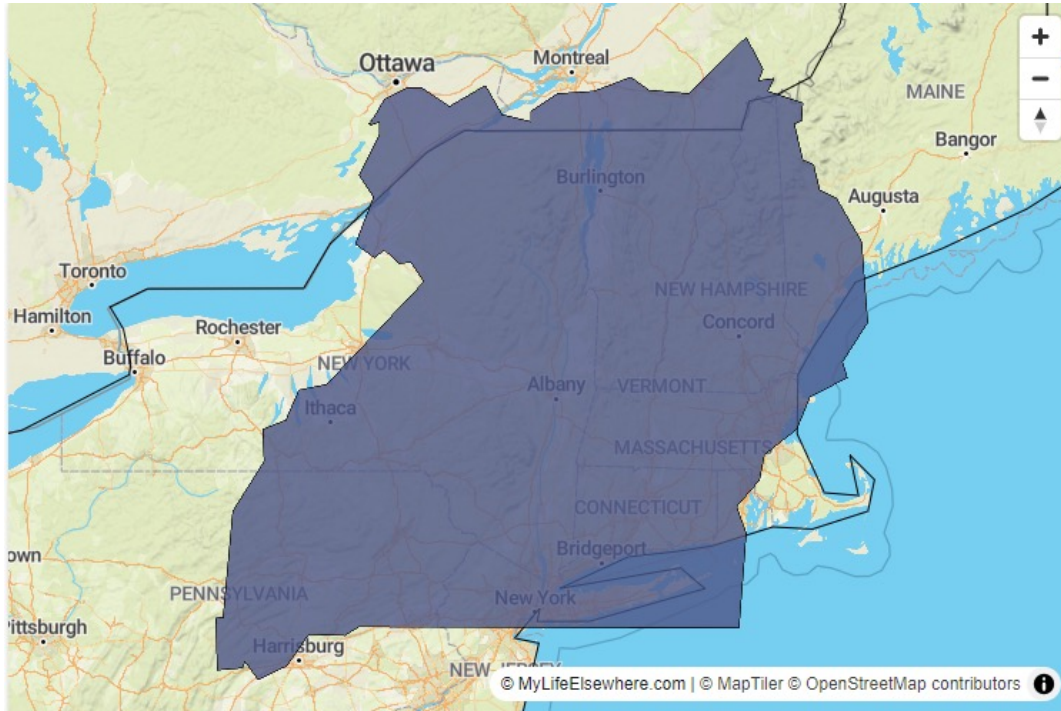 Ottawa
Montreal
MAINE
Bangor
Burlington
Augusta
Toronto
NEW HAMPSHIRE
Hamilton
Rochester
Concord
Buffalo
NEW YORK
Albany
VERMONT
Ithaca
MASSACHUSETTS
CONNECTICUT
own
Bridgeport
PENNSYLVANIA
New York
Pittsburgh
Harrisburg
NEW JERSEY
© MyLifeElsewhere.com | © MapTiler © OpenStreetMap contributors